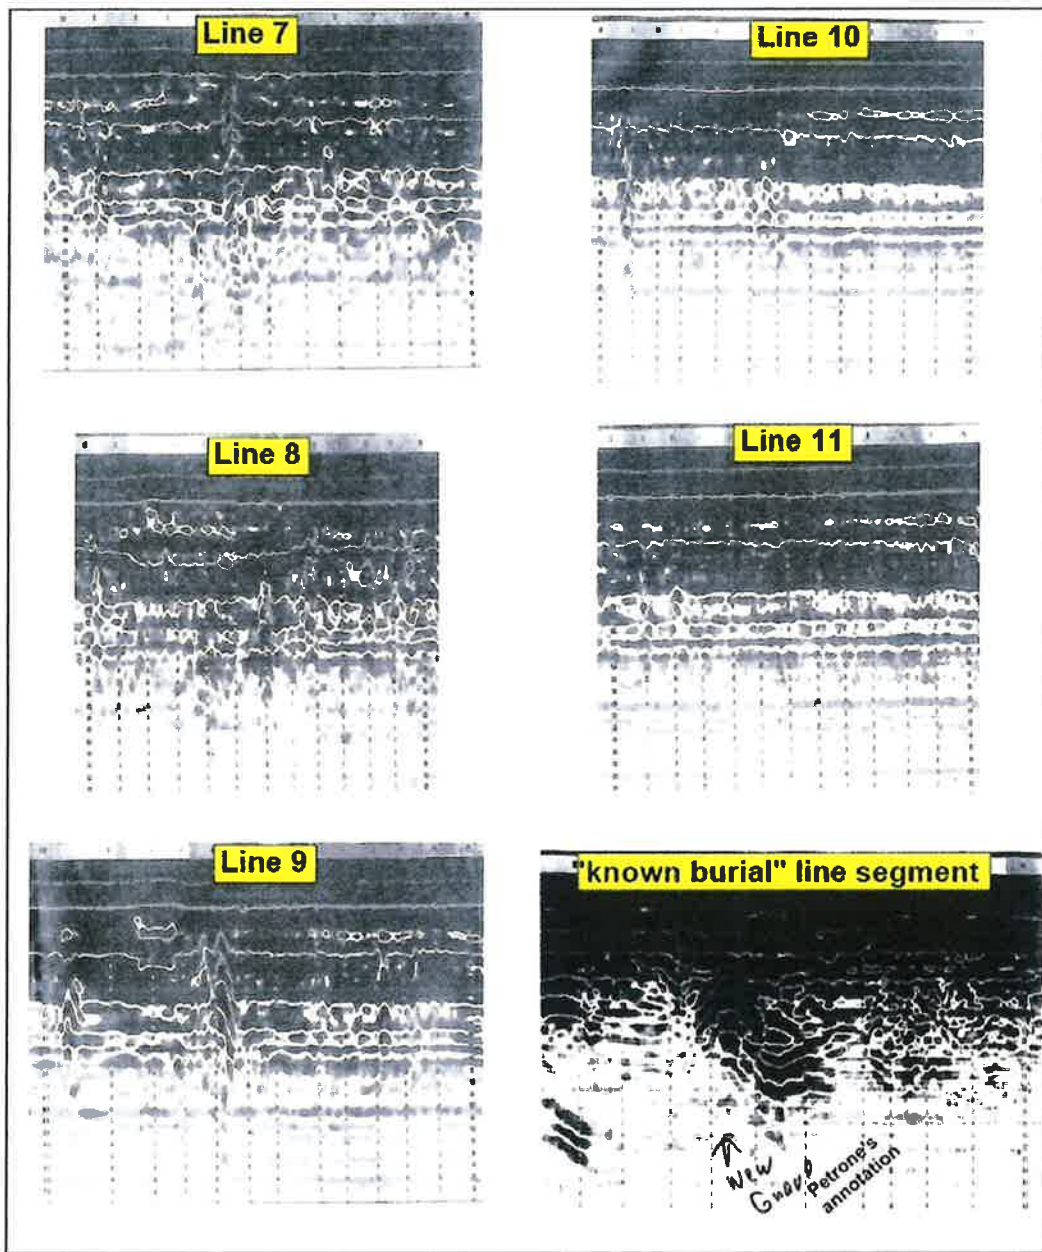 Line 7
Line 10
Line 8
Line 11
Line 9
"known burial" line segment
New
Grave
Petrone's
annotation